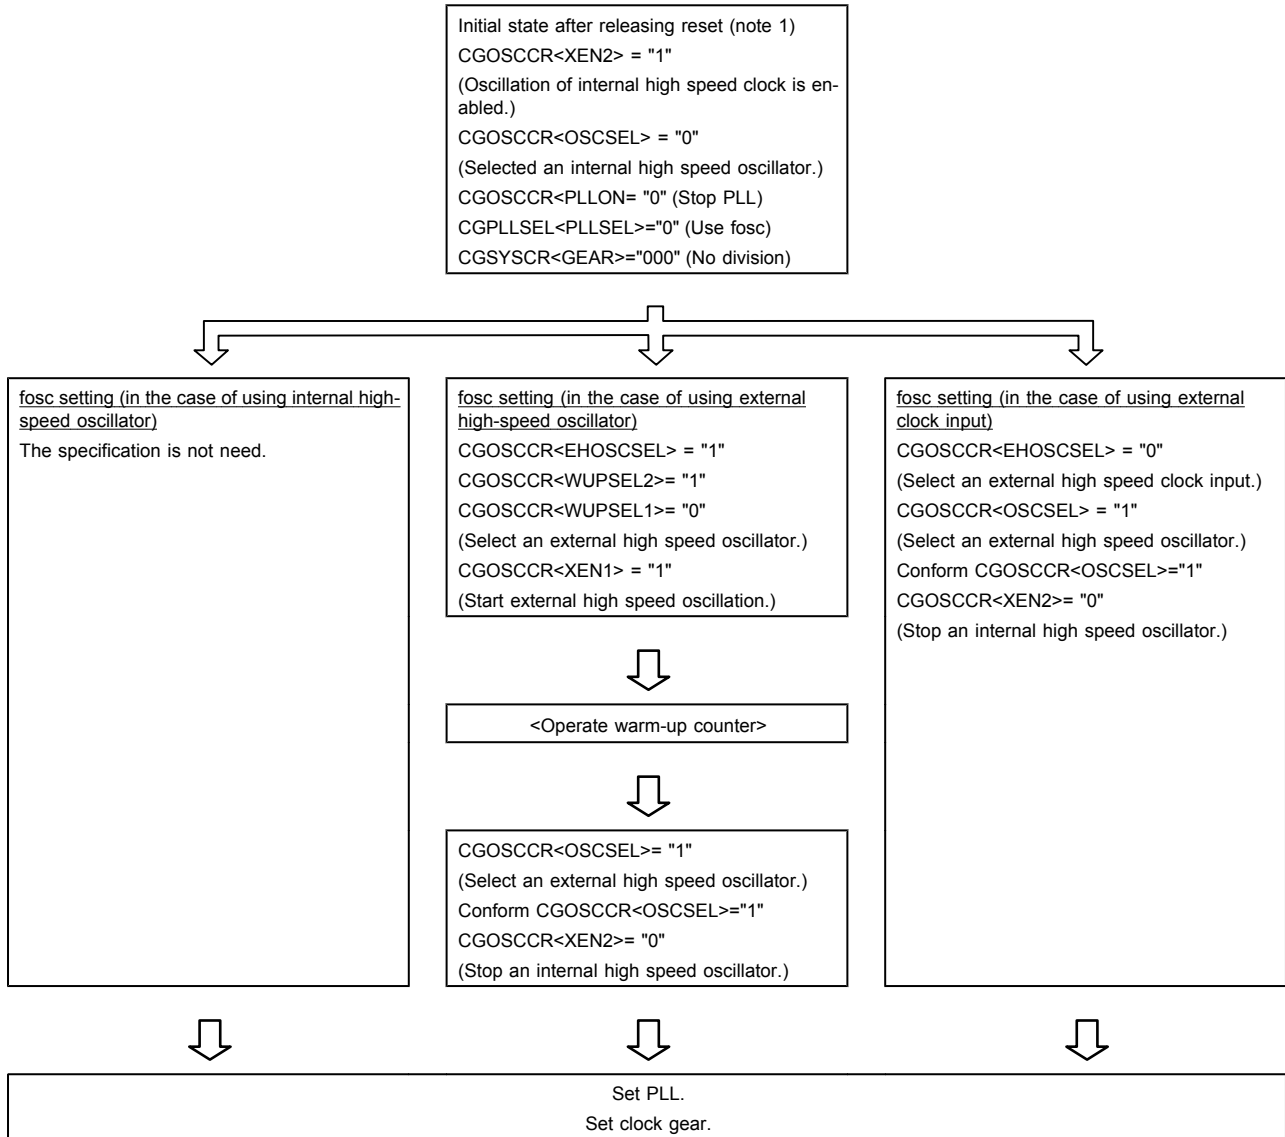 Initial state after releasing reset (note 1)
CGOSCCR<XEN2> = "1"
(Oscillation of internal high speed clock is en-
abled.)
CGOSCCR<OSCSEL> = "0"
(Selected an internal high speed oscillator.)
CGOSCCR<PLLON= "0" (Stop PLL)
CGPLLSEL<PLLSEL>="0" (Use fosc)
CGSYSCR<GEAR>="000" (No division)
fosc setting (in the case of using internal high-
speed oscillator)
The specification is not need.
fosc setting (in the case of using external
high-speed oscillator)
CGOSCCR<EHOSCSEL> = "1"
CGOSCCR<WUPSEL2>= "1"
CGOSCCR<WUPSEL1>= "0"
(Select an external high speed oscillator.)
CGOSCCR<XEN1> = "1"
(Start external high speed oscillation.)
<Operate warm-up counter>
CGOSCCR<OSCSEL>= "1"
(Select an external high speed oscillator.)
Conform CGOSCCR<OSCSEL>="1"
CGOSCCR<XEN2>= "0"
(Stop an internal high speed oscillator.)
fosc setting (in the case of using external
clock input)
CGOSCCR<EHOSCSEL> = "0"
(Select an external high speed clock input.)
CGOSCCR<OSCSEL> = "1"
(Select an external high speed oscillator.)
Conform CGOSCCR<OSCSEL>="1"
CGOSCCR<XEN2>= "0"
(Stop an internal high speed oscillator.)
Set PLL.
Set clock gear.